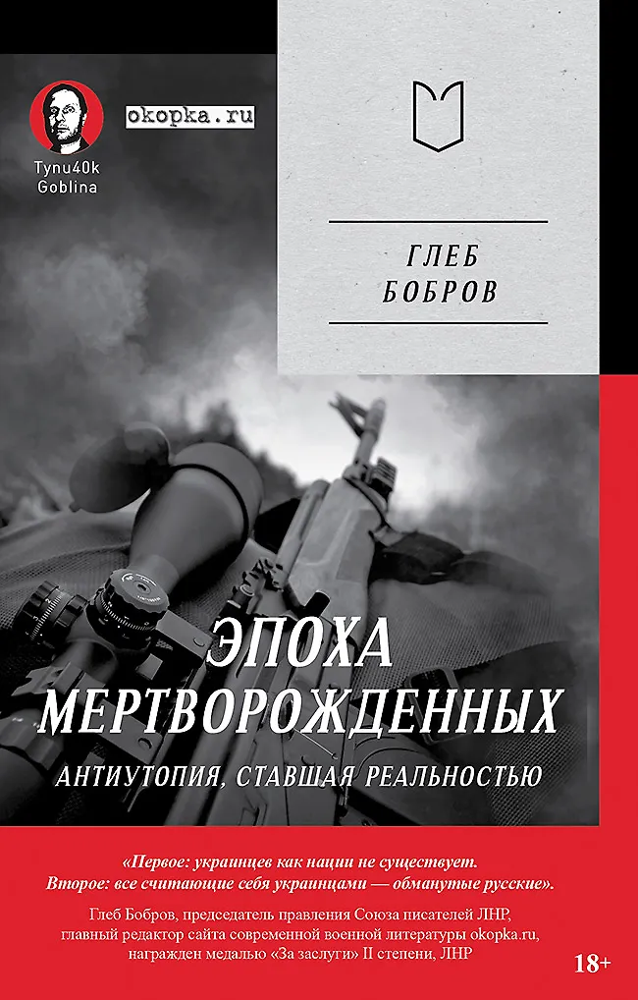 okopka.ru
Tynu40k
Goblina
ГЛЕБ
БОБРОВ
ЭПОХА
МЕРТВОРОЖДЕННЫХ
АНТИУТОПИЯ, СТАВШАЯ РЕАЛЬНОСТЬЮ
«Первое: украинцев как нации не существует.
Второе: все считающие себя украинцами — обманутые русские».
Глеб Бобров, председатель правления Союза писателей ЛНР,
главный редактор сайта современной военной литературы okopka.ru,
награжден медалью «За заслуги» II степени, ЛНР
18+